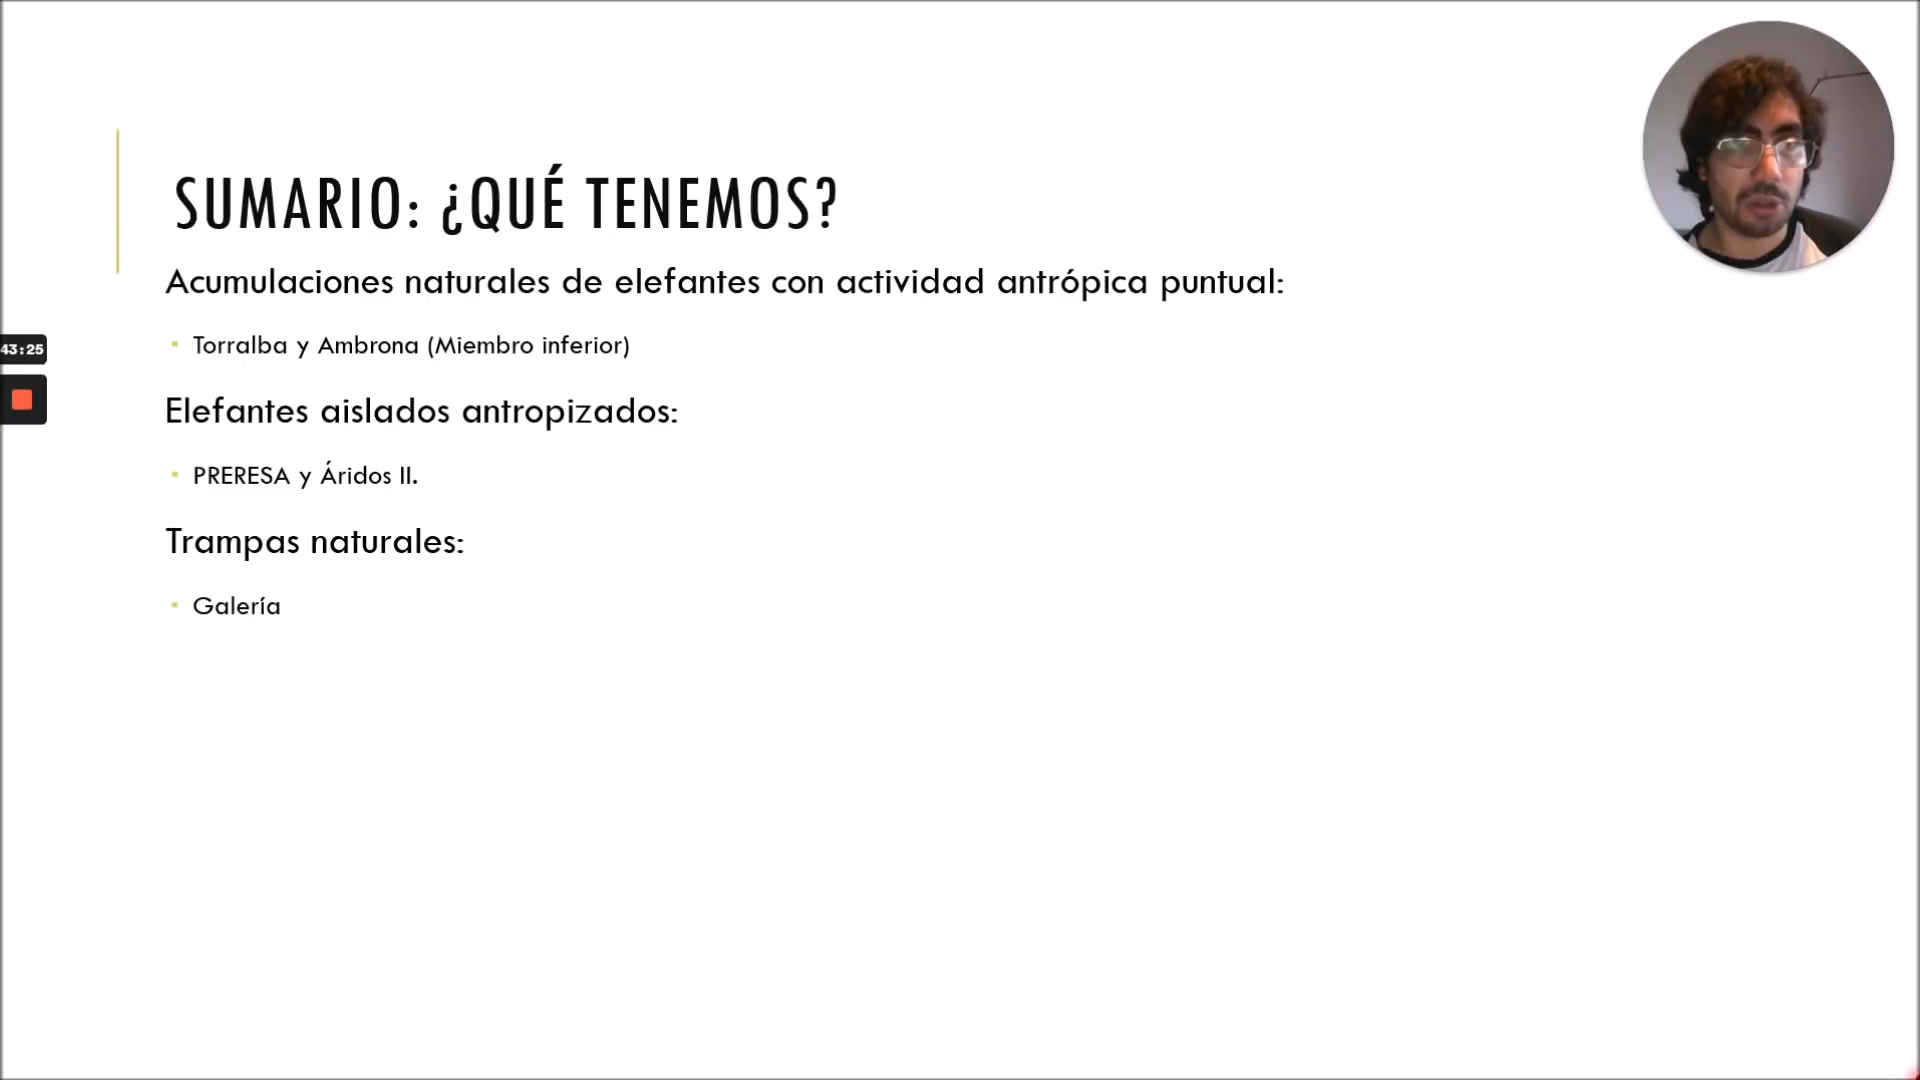 SUMARIO: ¿QUÉ TENEMOS?
Acumulaciones naturales de elefantes con actividad antrópica puntual:
Torralba y Ambrona (Miembro inferior)
43:25
Elefantes aislados antropizados:
PRERESA y Áridos II.
Trampas naturales:
Galería